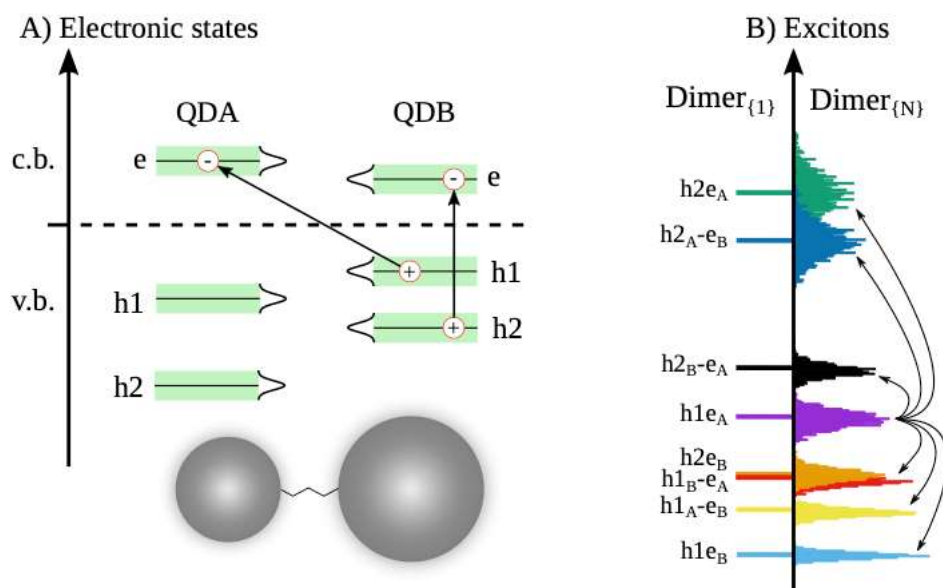 A) Electronic states
QDA
QDB
c.b.
e
-
-
e
+
h1
v.b.
h1
+
h2
h2
B) Excitons
Dimer{1}
Dimer{N}
h2eA
h2A-eB
h2B-eA
h1eA
h2eB
h1B-eA
h1A-eB
h1eB